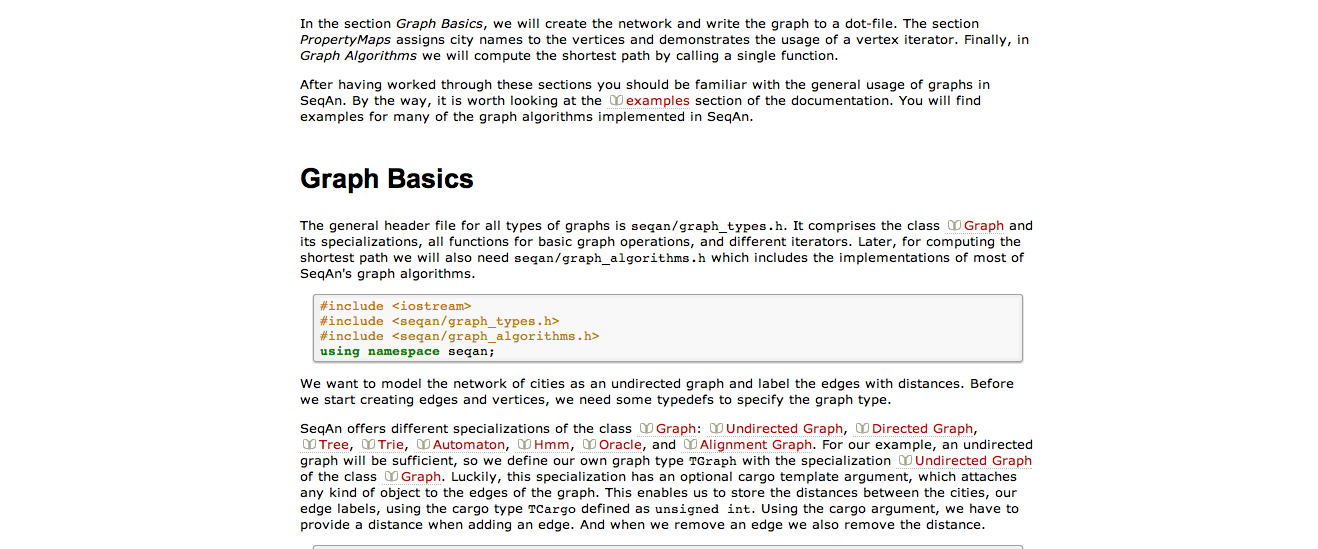 In the section Graph Basics, we will create the network and write the graph to a dot-file. The section
PropertyMaps assigns city names to the vertices and demonstrates the usage of a vertex iterator. Finally, in
Graph Algorithms we will compute the shortest path by calling a single function.
After having worked through these sections you should be familiar with the general usage of graphs in
SeqAn. By the way, it is worth looking at the examples section of the documentation. You will find
examples for many of the graph algorithms implemented in SeqAn.
Graph Basics
The general header file for all types of graphs is seqan/graph_types.h. It comprises the class Graph and
its specializations, all functions for basic graph operations, and different iterators. Later, for computing the
shortest path we will also need seqan/graph_algorithms.h which includes the implementations of most of
SeqAn's graph algorithms.
#include <iostream>
#include <seqan/graph_types.h>
#include <seqan/graph_algorithms.h>
using namespace seqan;
We want to model the network of cities as an undirected graph and label the edges with distances. Before
we start creating edges and vertices, we need some typedefs to specify the graph type.
SeqAn offers different specializations of the class Graph: Undirected Graph, Directed Graph,
Tree, Trie, Automaton, Hmm, Oracle, and Alignment Graph. For our example, an undirected
graph will be sufficient, so we define our own graph type TGraph with the specialization Undirected Graph
of the class Graph. Luckily, this specialization has an optional cargo template argument, which attaches
any kind of object to the edges of the graph. This enables us to store the distances between the cities, our
edge labels, using the cargo type TCargo defined as unsigned int. Using the cargo argument, we have to
provide a distance when adding an edge. And when we remove an edge we also remove the distance.